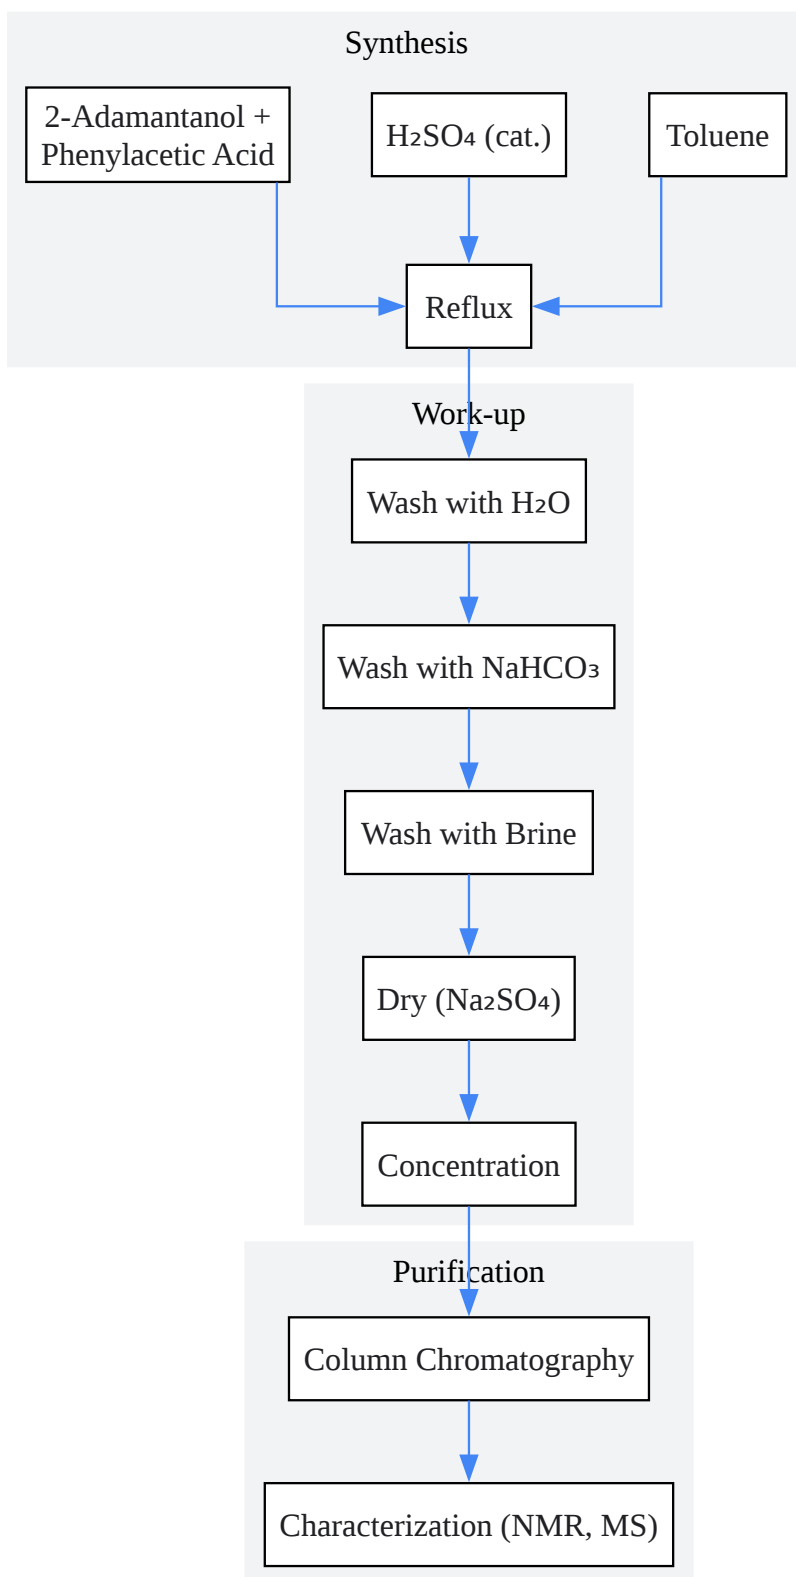 Synthesis
2-Adamantanol +
Phenylacetic Acid
H₂SO₄ (cat.)
Toluene
Reflux
Work-up
Wash with H₂O
Wash with NaHCO₃
Wash with Brine
Dry (Na₂SO₄)
Concentration
Purification
Column Chromatography
Characterization (NMR, MS)